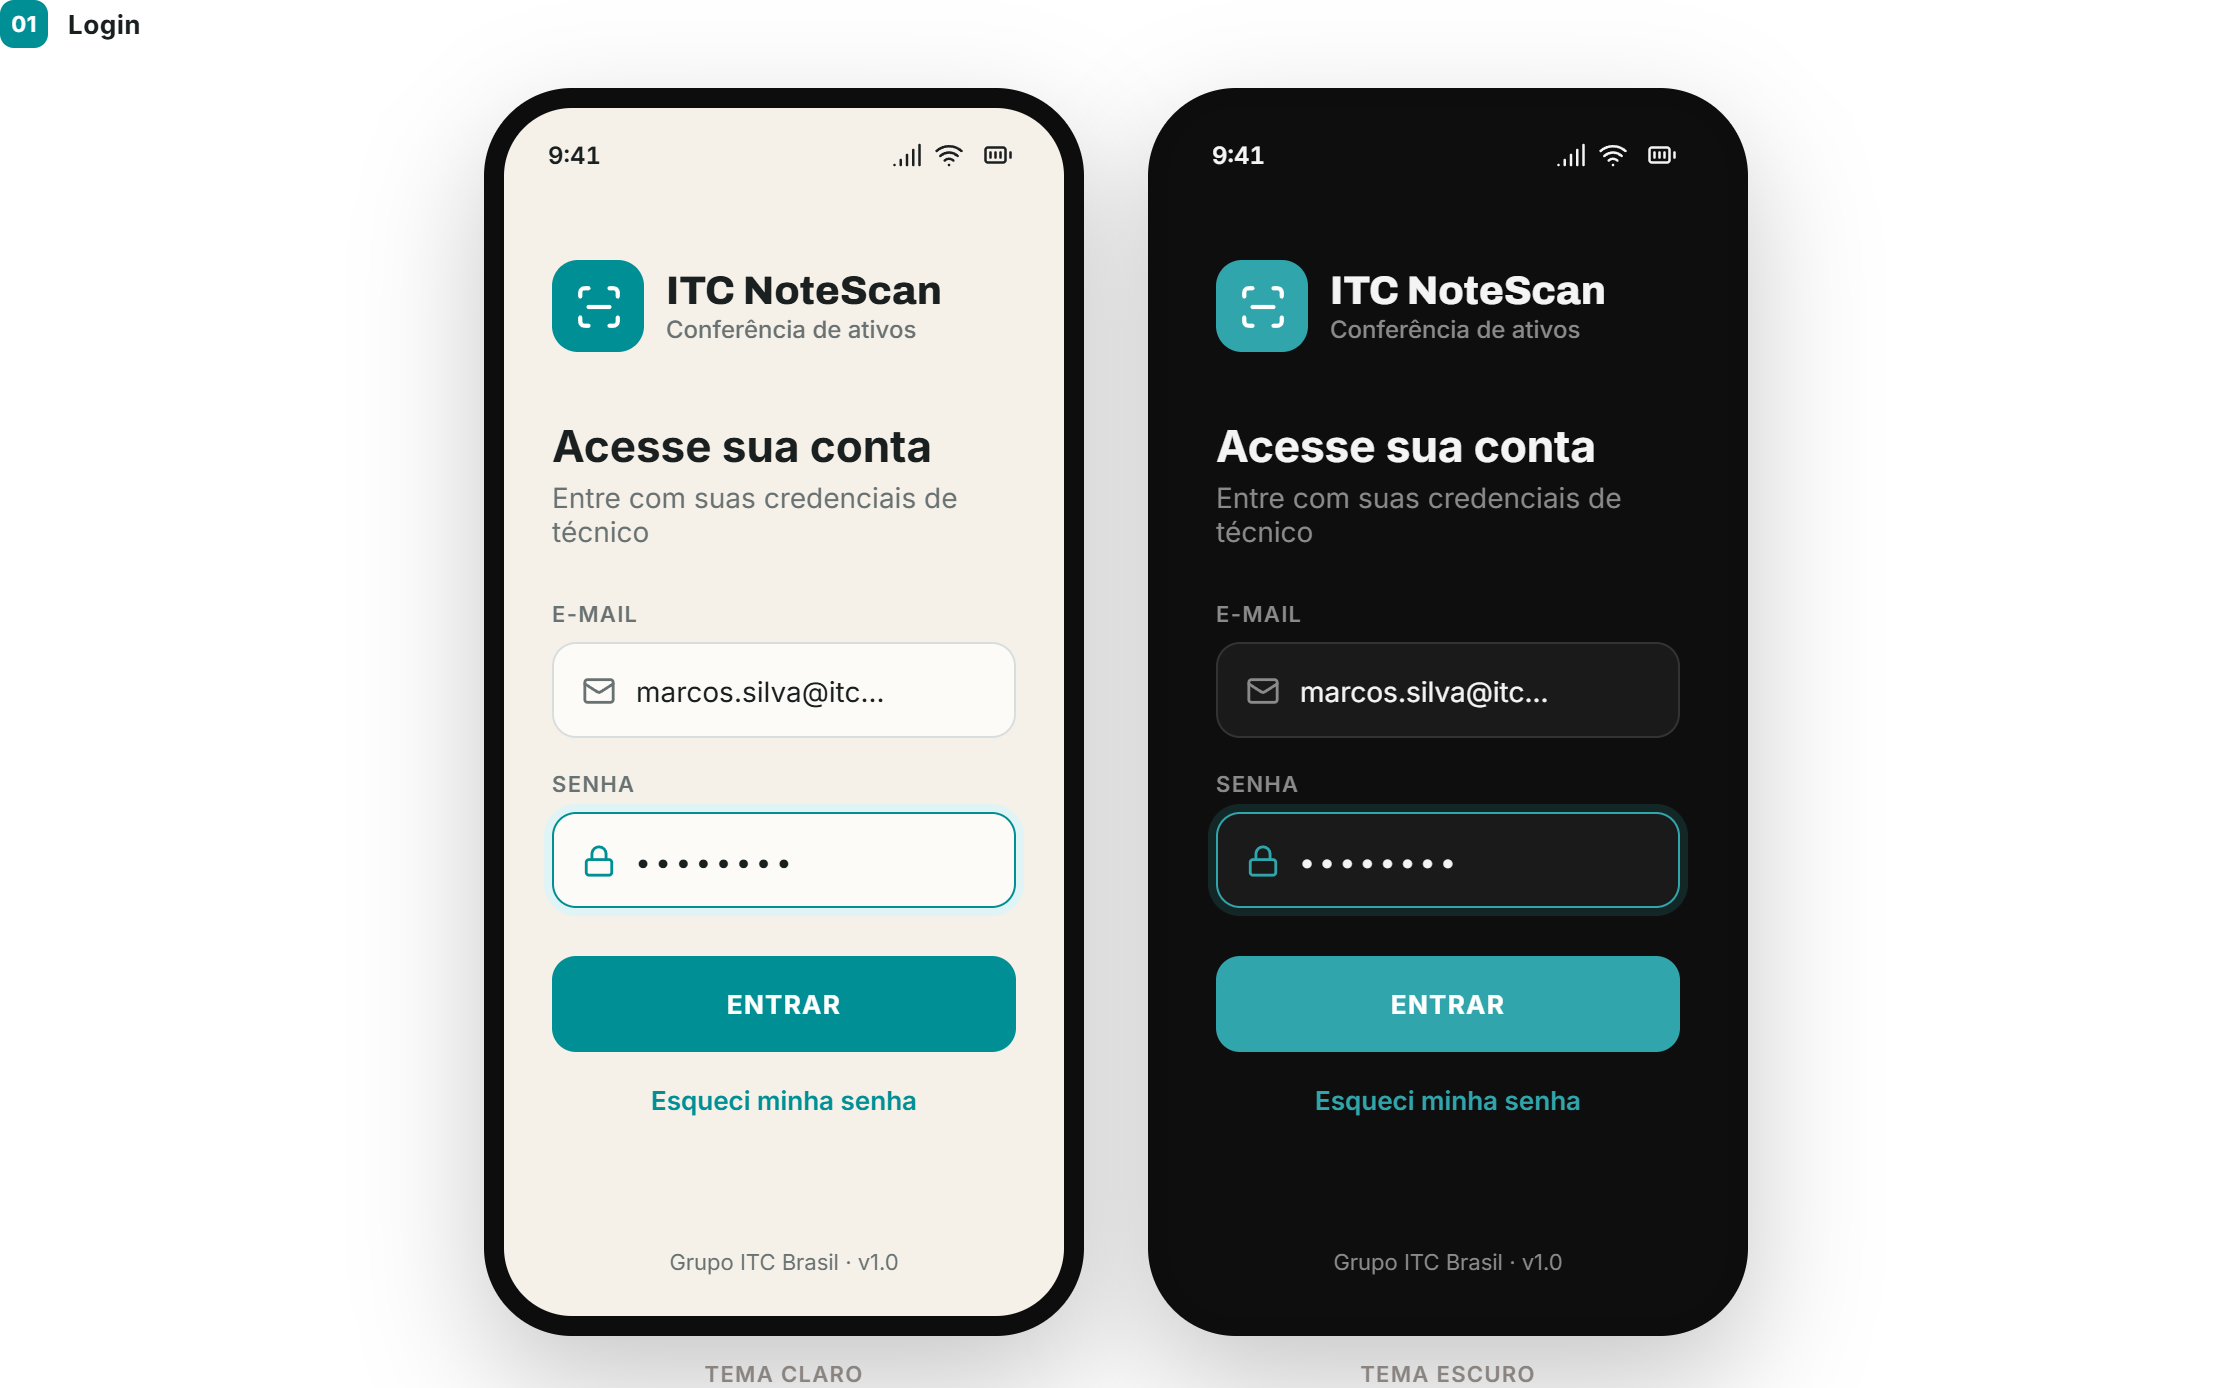 01 Login
9:41
ITC NoteScan
Conferência de ativos
Acesse sua conta
Entre com suas credenciais de
técnico
E-MAIL
marcos.silva@itc...
SENHA
••••••••
ENTRAR
Esqueci minha senha
Grupo ITC Brasil · v1.0
TEMA CLARO
9:41
ITC NoteScan
Conferência de ativos
Acesse sua conta
Entre com suas credenciais de
técnico
E-MAIL
marcos.silva@itc...
SENHA
••••••••
ENTRAR
Esqueci minha senha
Grupo ITC Brasil · v1.0
TEMA ESCURO